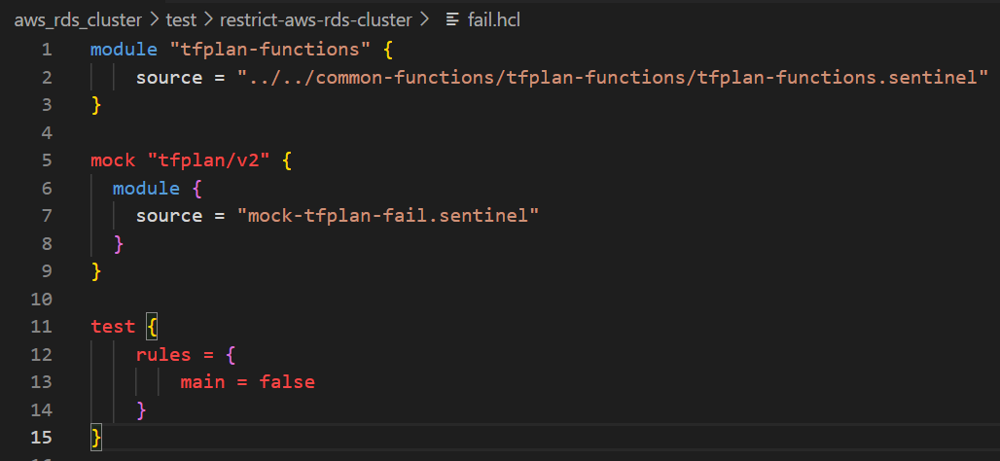 aws_rds_cluster > test > restrict-aws-rds-cluster > fail.hcl
1 module "tfplan-functions" {
2     source = "../../common-functions/tfplan-functions/tfplan-functions.sentinel"
3 }
4
5 mock "tfplan/v2" {
6   module {
7     source = "mock-tfplan-fail.sentinel"
8   }
9 }
10
11 test {
12     rules = {
13         main = false
14     }
15 }